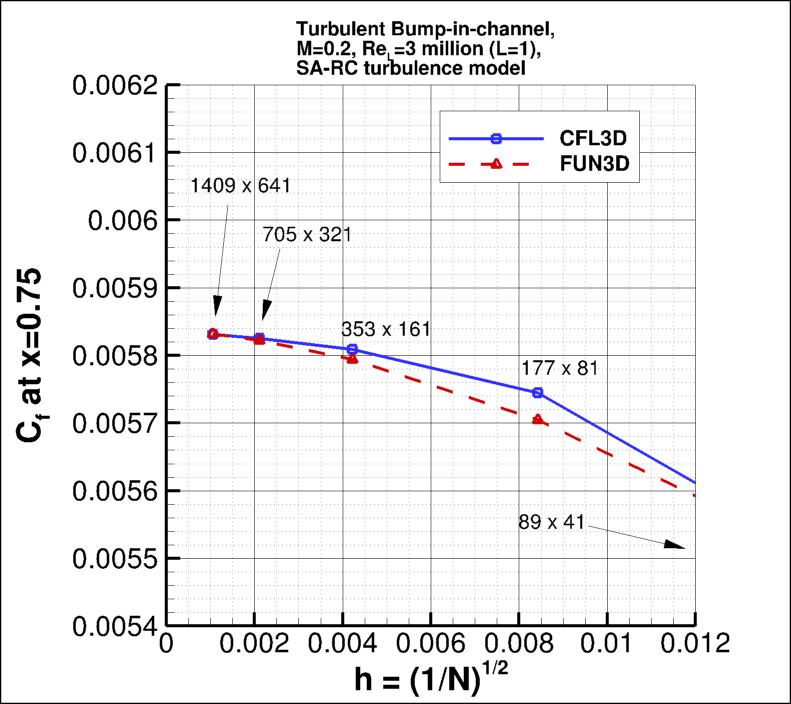 Turbulent Bump-in-channel,
M=0.2, Re_L=3 million (L=1),
SA-RC turbulence model
0.0062
0.0061
0.006
0.0059
0.0058
0.0057
0.0056
0.0055
0.0054
C_f at x=0.75
CFL3D
FUN3D
1409 x 641
705 x 321
353 x 161
177 x 81
89 x 41
0 0.002 0.004 0.006 0.008 0.01 0.012
h = (1/N)^1/2